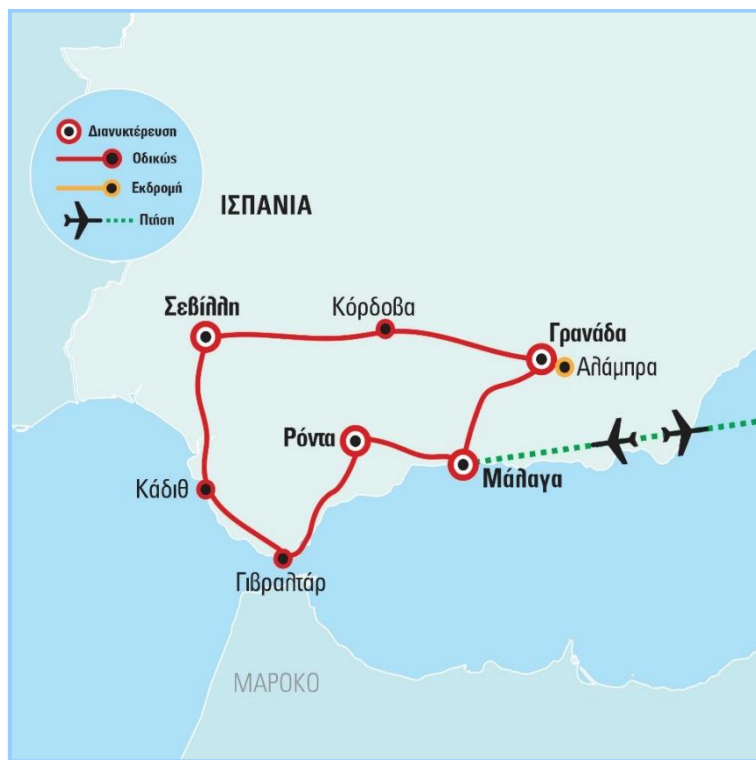 Διανυκτέρευση
Οδικώς
Εκδρομή
Πτήση
ΙΣΠΑΝΙΑ
Σεβίλλη
Κόρδοβα
Γρανάδα
Αλάμπρα
Ρόντα
Μάλαγα
Κάδιθ
Γιβραλτάρ
ΜΑΡΟΚΟ